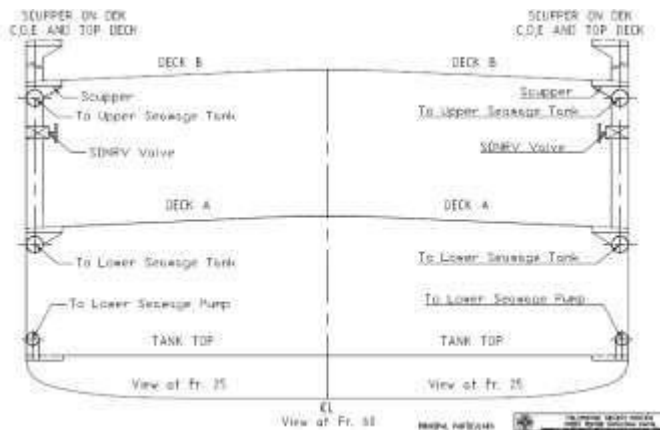 SCUPPER ON DEK
C,D,E AND TOP DECK
SCUPPER ON DEK
C,D,E AND TOP DECK
DECK B
DECK B
Scupper
Scupper
To Upper Sewage Tank
To Upper Sewage Tank
SDNRV Valve
SDNRV Valve
DECK A
DECK A
To Lower Sewage Tank
To Lower Sewage Tank
To Lower Sewage Pump
To Lower Sewage Pump
TANK TOP
TANK TOP
View at Fr. 25
View at Fr. 25
CL
View at Fr.
PRINCIPAL PARTICULARS